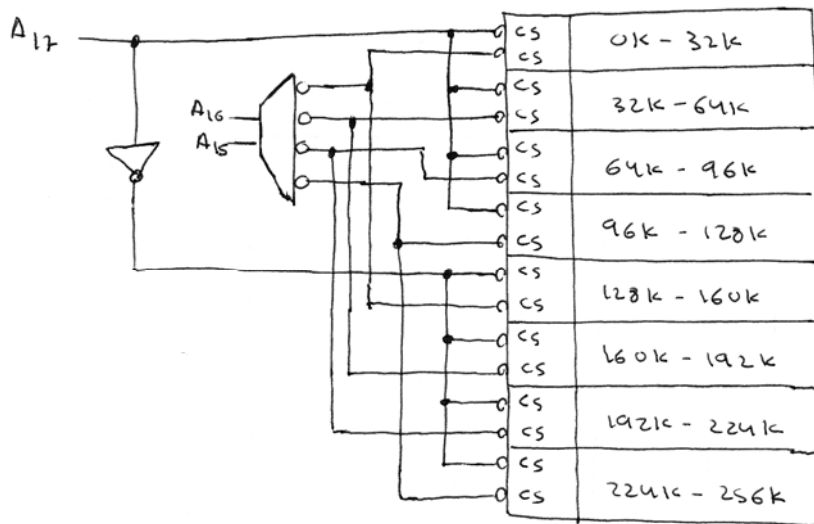 A17
CS
CS
0K - 32K
CS
CS
32K - 64K
A16
A15
CS
CS
64K - 96K
CS
CS
96K - 128K
CS
CS
128K - 160K
CS
CS
160K - 192K
CS
CS
192K - 224K
CS
CS
224K - 256K